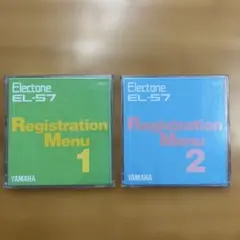 Electone
EL-57
Registration
Menu
1
YAMAHA
Electone
EL-57
Registration
Menu
2
YAMAHA